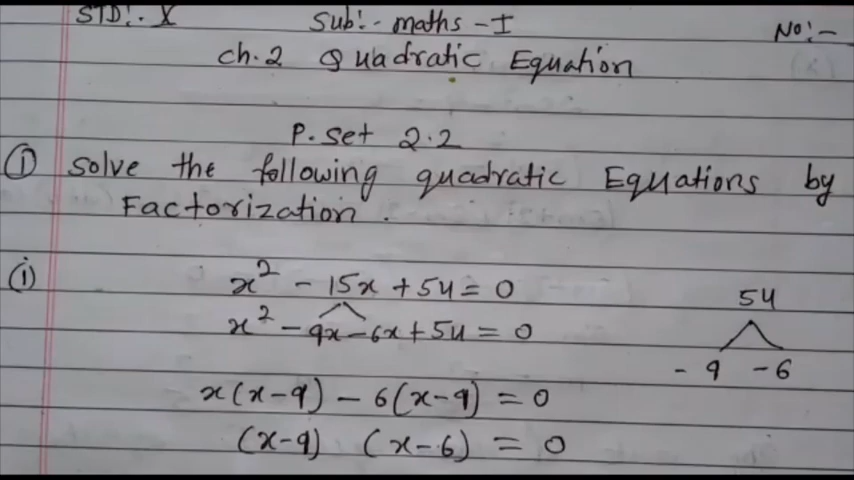 STD:- X Sub:- maths - I No:-
Ch.2 Quadratic Equation
P. Set 2.2
① Solve the following quadratic Equations by
Factorization.
(i) x² - 15x + 54 = 0
54
x² - 9x - 6x + 54 = 0
- 9 - 6
x(x-9) - 6(x-9) = 0
(x-9) (x-6) = 0